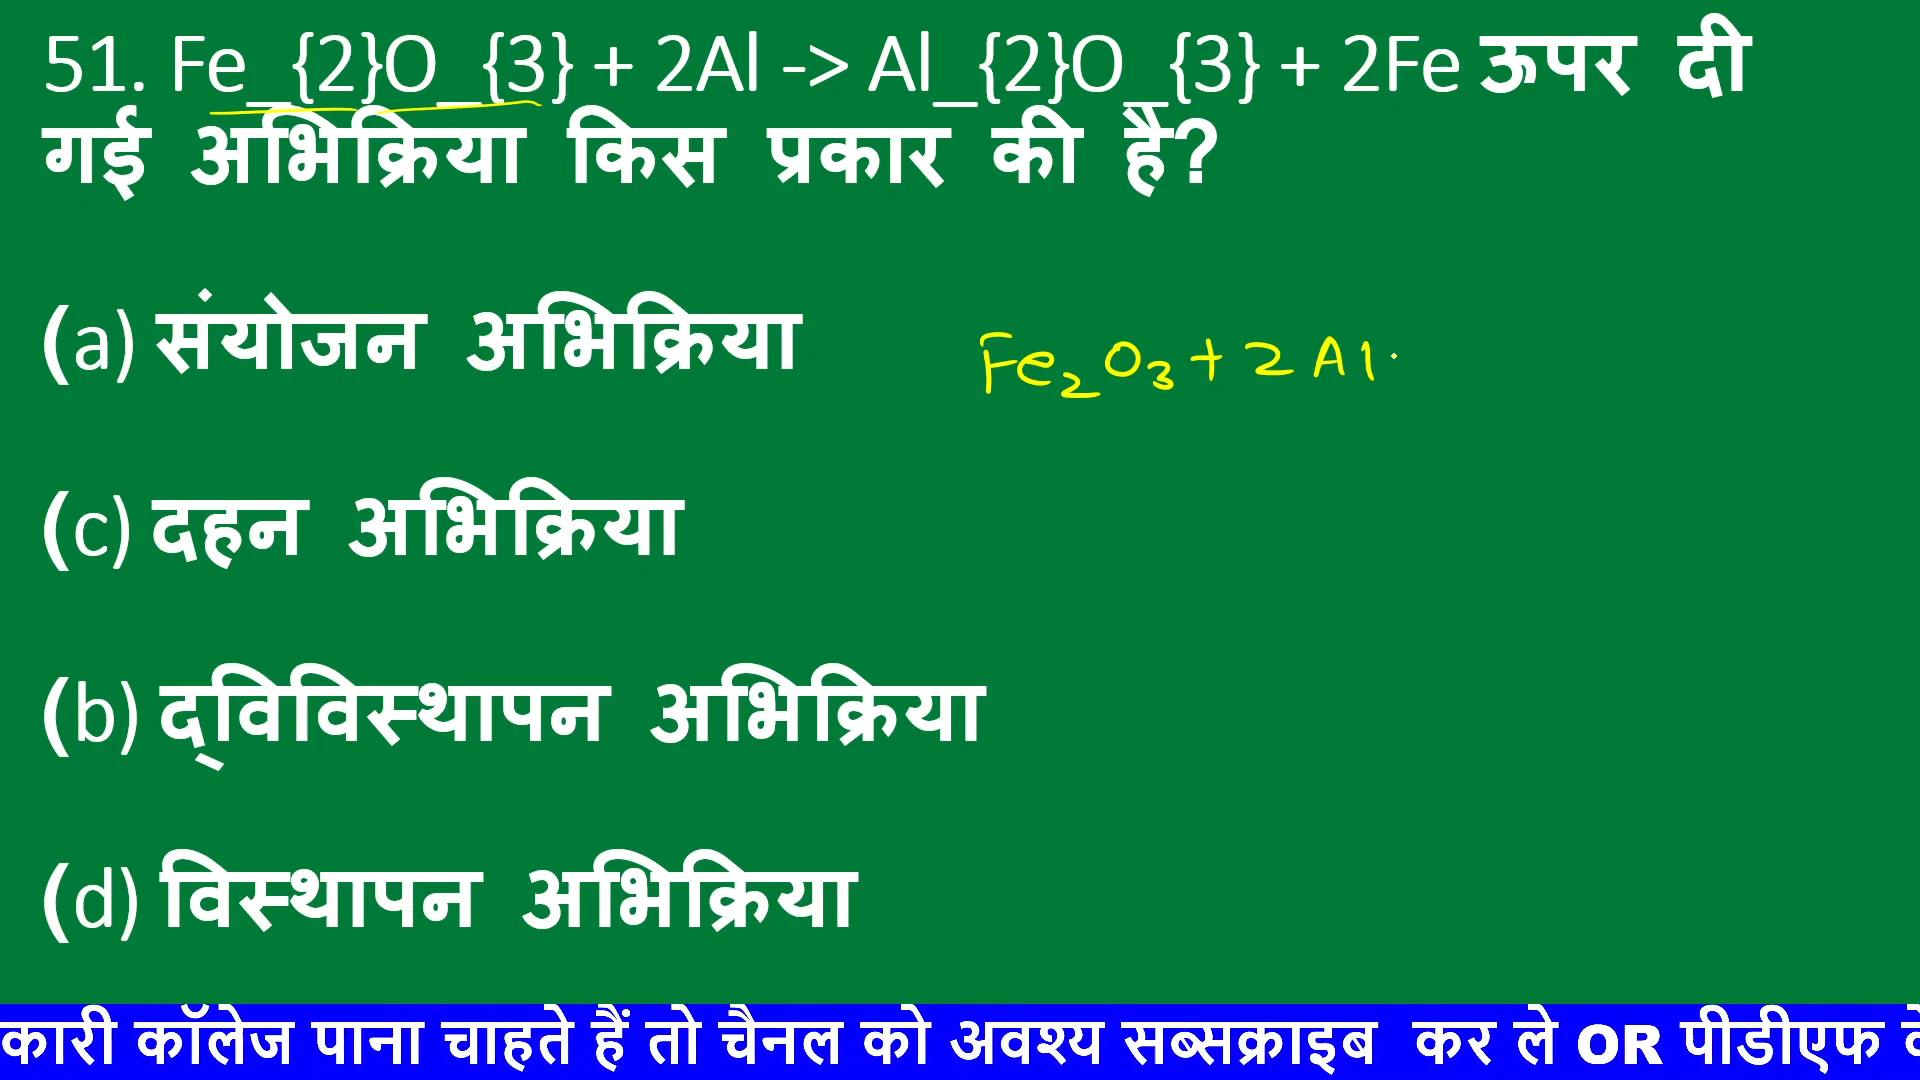 51. Fe_{2}O_{3} + 2Al -> Al_{2}O_{3} + 2Fe ऊपर दी
गई अभिक्रिया किस प्रकार की है?
(a) संयोजन अभिक्रिया
Fe2O3 + 2Al
(c) दहन अभिक्रिया
(b) द्विविस्थापन अभिक्रिया
(d) विस्थापन अभिक्रिया
कारी कॉलेज पाना चाहते हैं तो चैनल को अवश्य सब्सक्राइब कर ले OR पीडीएफ